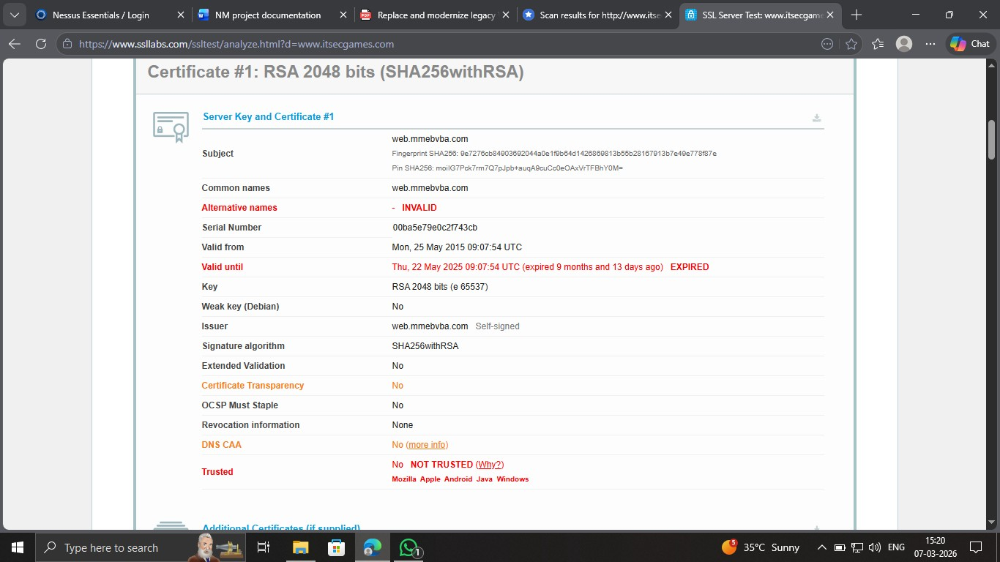 Nessus Essentials / Login
NM project documentation
Replace and modernize legacy
Scan results for http://www.itse
SSL Server Test: www.itsecgame
https://www.ssllabs.com/ssltest/analyze.html?d=www.itsecgames.com
Chat
Certificate #1: RSA 2048 bits (SHA256withRSA)
Server Key and Certificate #1
Subject
web.mmebvba.com
Fingerprint SHA256: 9e7276cb84903692044a0e1f9b64d1426869813b55b28167913b7e49e778f87e
Pin SHA256: moiIG7Pck7rm7Q7pJpb+auqA9cuCc0eOAxVrTFBhY0M=
Common names web.mmebvba.com
Alternative names - INVALID
Serial Number 00ba5e79e0c2f743cb
Valid from Mon, 25 May 2015 09:07:54 UTC
Valid until Thu, 22 May 2025 09:07:54 UTC (expired 9 months and 13 days ago) EXPIRED
Key RSA 2048 bits (e 65537)
Weak key (Debian) No
Issuer web.mmebvba.com Self-signed
Signature algorithm SHA256withRSA
Extended Validation No
Certificate Transparency No
OCSP Must Staple No
Revocation information None
DNS CAA No (more info)
Trusted No NOT TRUSTED (Why?)
Mozilla Apple Android Java Windows
Additional Certificates (if supplied)
Type here to search
1
5
35°C Sunny
ENG
15:20
07-03-2026